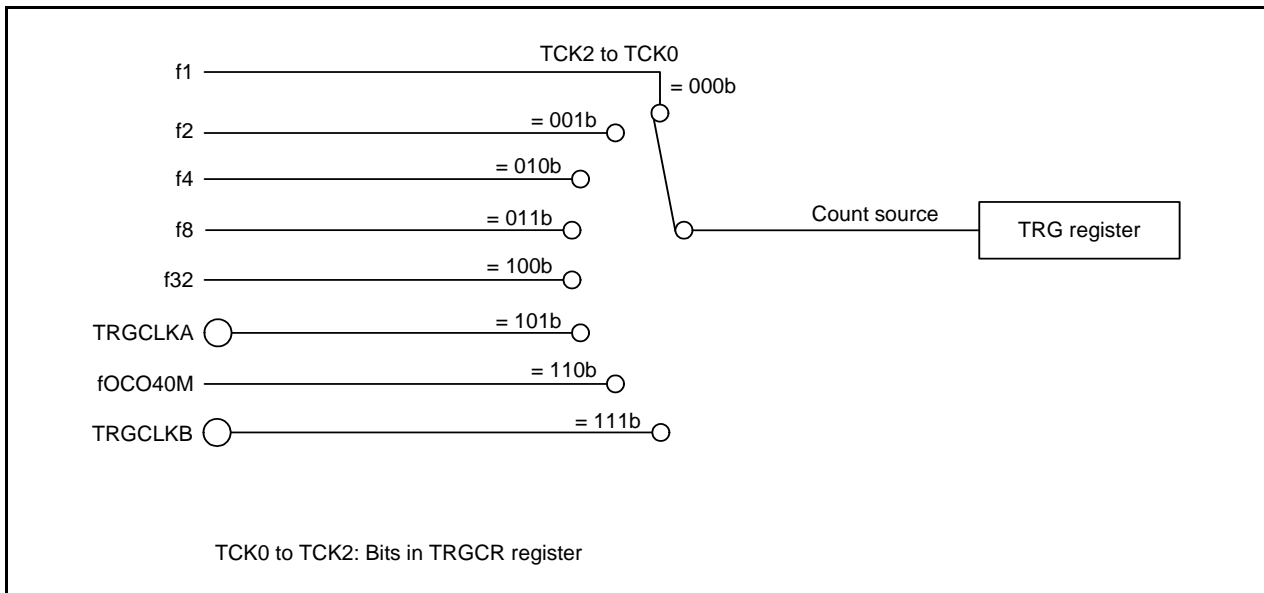 TCK2 to TCK0
f1
= 000b
f2
= 001b
f4
= 010b
f8
= 011b
Count source
TRG register
f32
= 100b
TRGCLKA
= 101b
fOCO40M
= 110b
TRGCLKB
= 111b
TCK0 to TCK2: Bits in TRGCR register